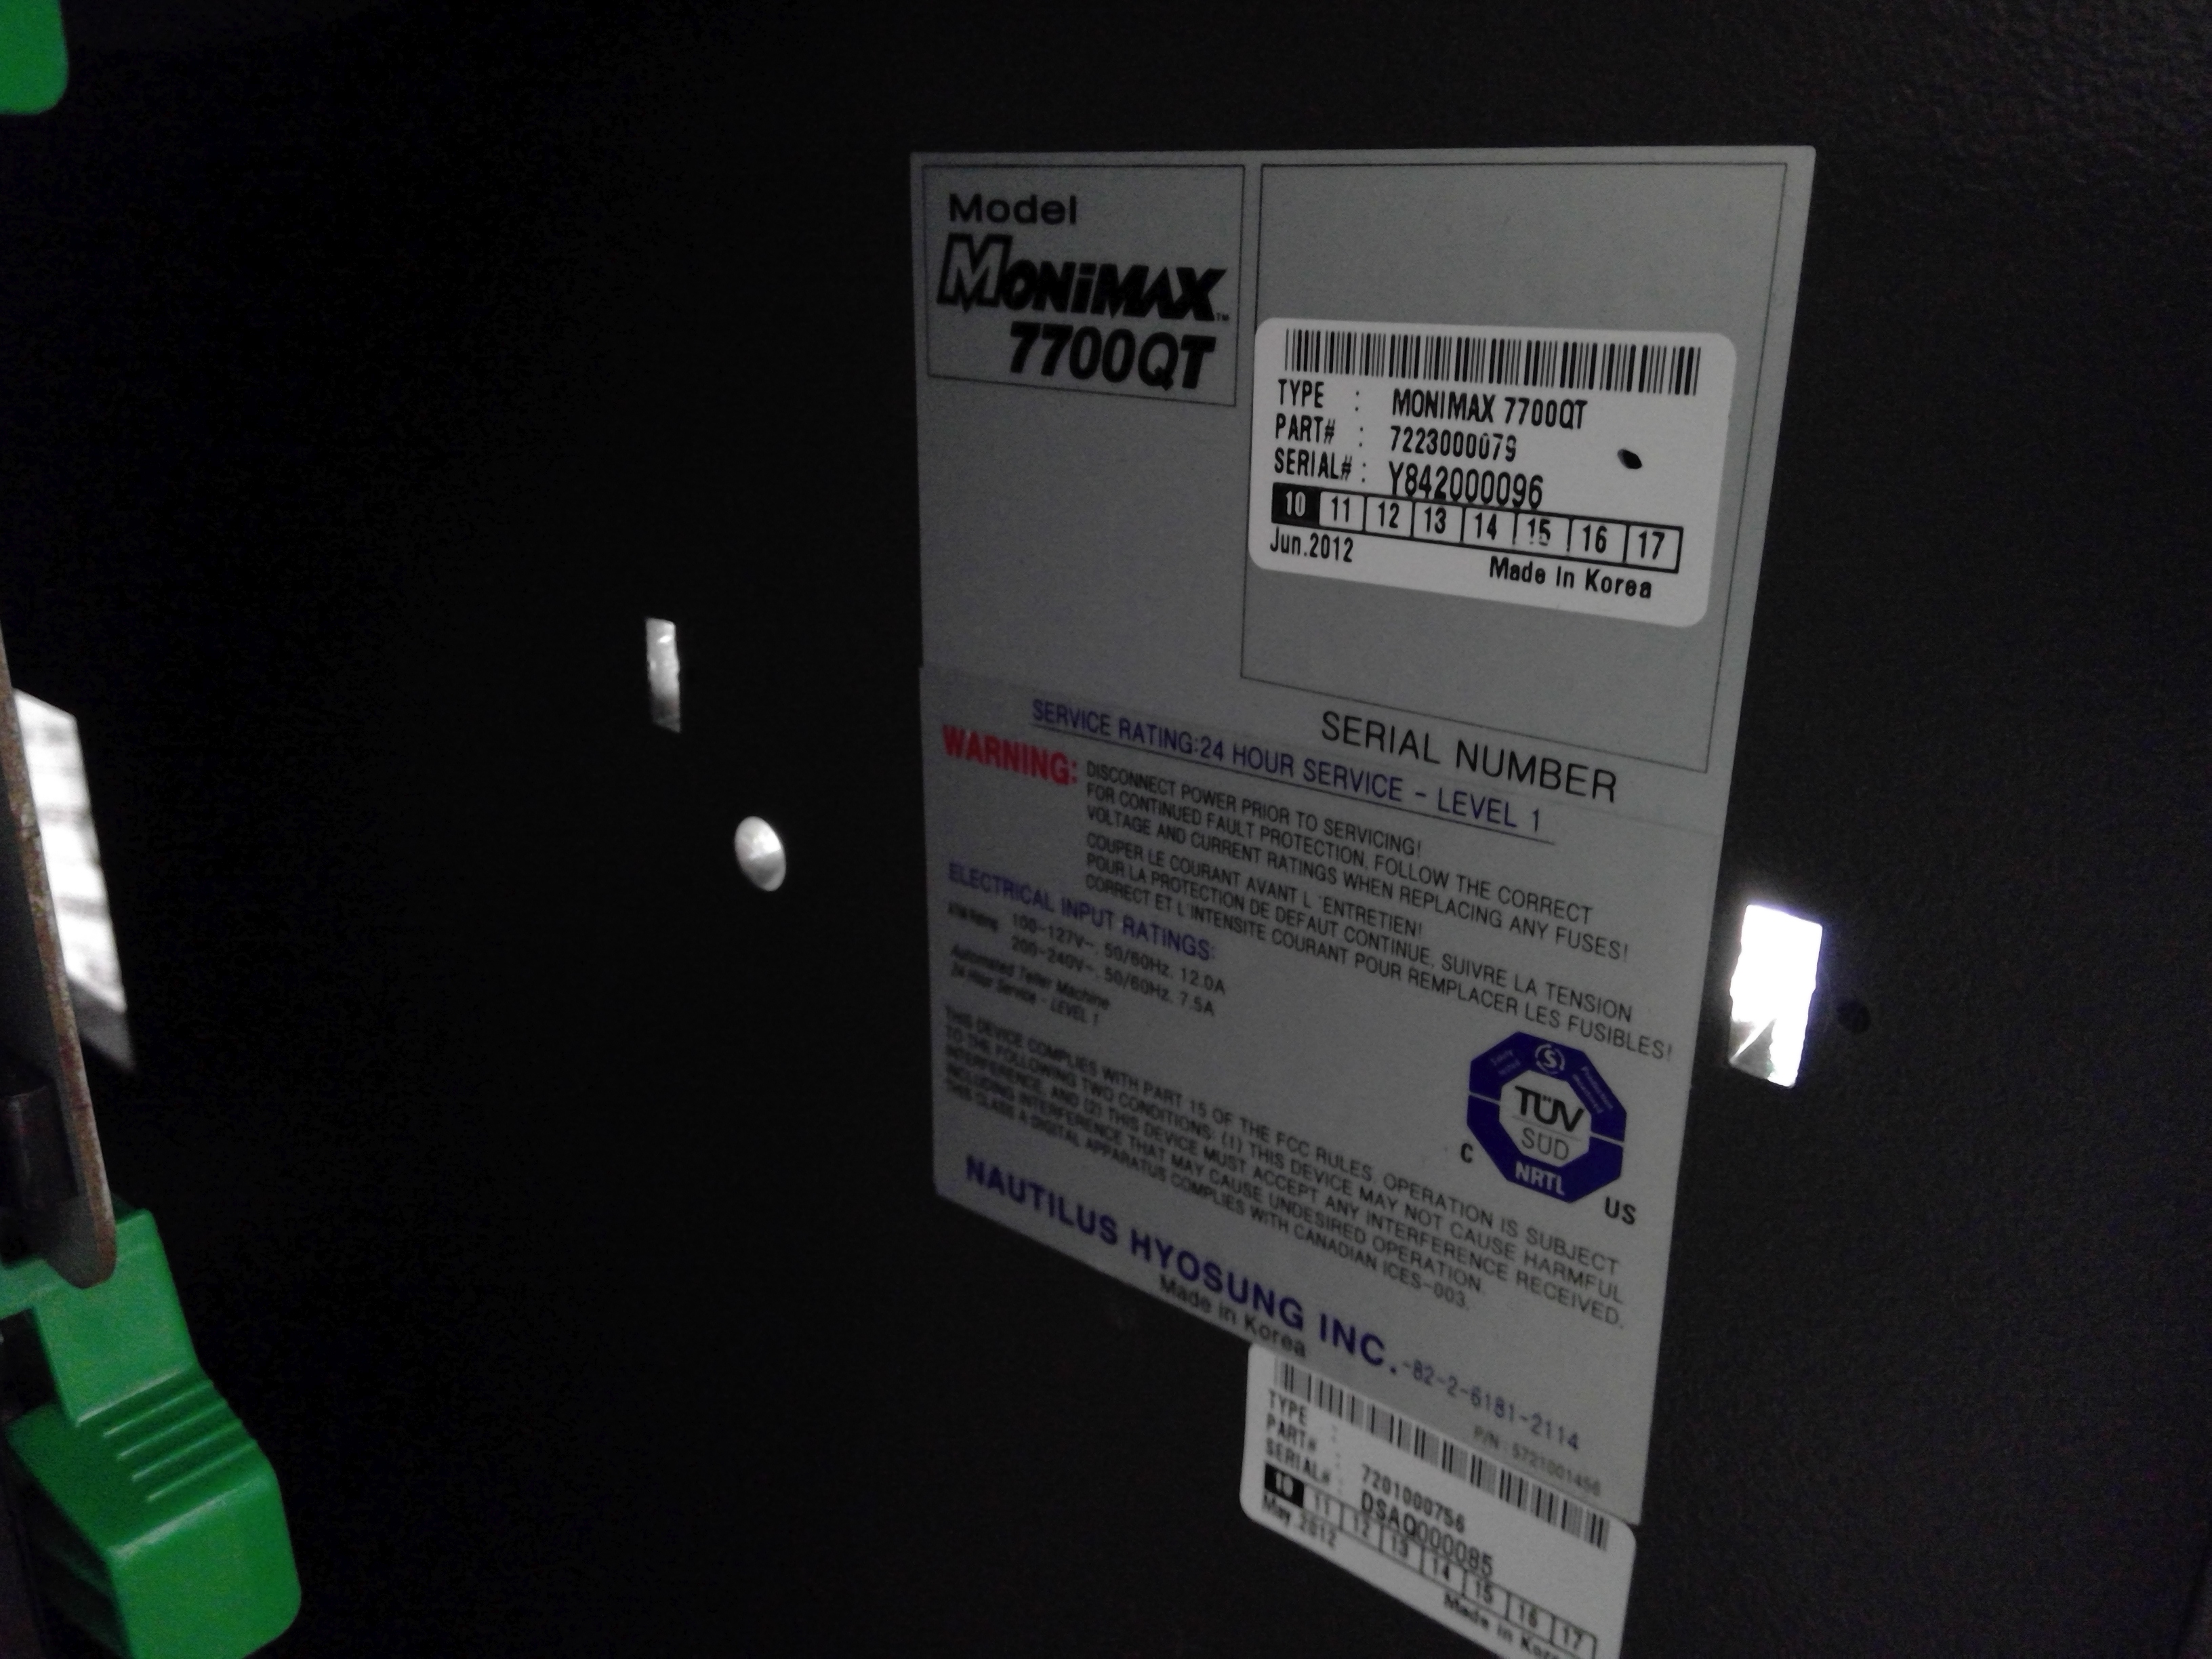 Model
MONiMAX™
7700QT
TYPE : MONIMAX 7700QT
PART# : 7223000079
SERIAL# : Y842000096
10 11 12 13 14 15 16 17
Jun.2012 Made in Korea
SERIAL NUMBER
SERVICE RATING:24 HOUR SERVICE - LEVEL 1
WARNING: DISCONNECT POWER PRIOR TO SERVICING!
FOR CONTINUED FAULT PROTECTION, FOLLOW THE CORRECT
VOLTAGE AND CURRENT RATINGS WHEN REPLACING ANY FUSES!
COUPER LE COURANT AVANT L'ENTRETIEN!
POUR LA PROTECTION DE DEFAUT CONTINUE, SUIVRE LA TENSION
CORRECT ET L'INTENSITE COURANT POUR REMPLACER LES FUSIBLES!
ELECTRICAL INPUT RATINGS:
ATM Rating 100-127V~, 50/60Hz, 12.0A
200-240V~, 50/60Hz, 7.5A
Automated Teller Machine
24 Hour Service - LEVEL 1
THIS DEVICE COMPLIES WITH PART 15 OF THE FCC RULES. OPERATION IS SUBJECT
TO THE FOLLOWING TWO CONDITIONS: (1) THIS DEVICE MAY NOT CAUSE HARMFUL
INTERFERENCE, AND (2) THIS DEVICE MUST ACCEPT ANY INTERFERENCE RECEIVED,
INCLUDING INTERFERENCE THAT MAY CAUSE UNDESIRED OPERATION.
THIS CLASS A DIGITAL APPARATUS COMPLIES WITH CANADIAN ICES-003.
S
TÜV
SÜD
NRTL
C US
NAUTILUS HYOSUNG INC. -82-2-6181-2114
Made in Korea
P/N : 5721001456
TYPE :
PART# : 7201000756
SERIAL# : DSAQ000085
10 11 12 13 14 15 16 17
May.2012 Made in Korea